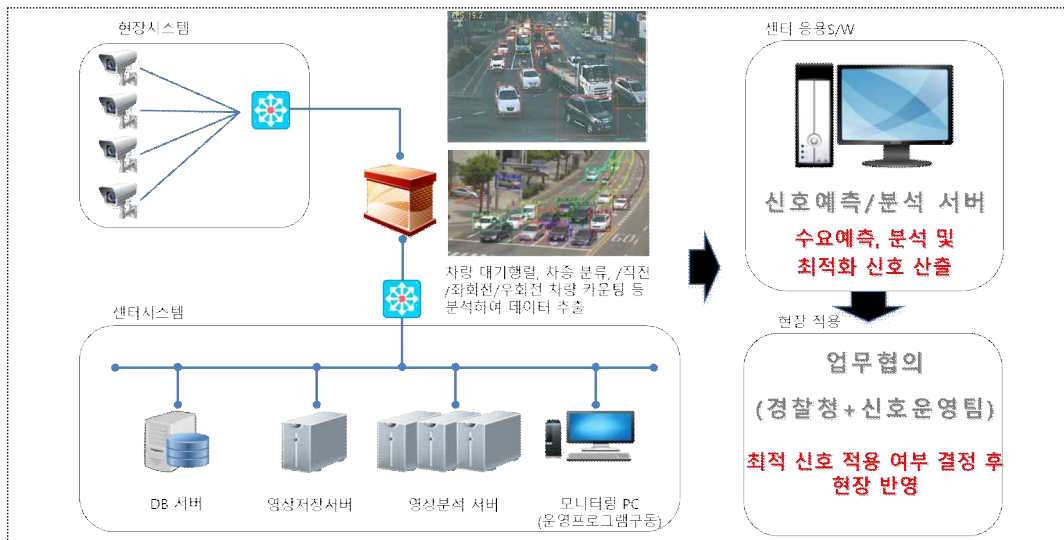 현장시스템
FPS 19.2
차량 대기행렬, 차종 분류, /직진
/좌회전/우회전 차량 카운팅 등
분석하여 데이터 추출
센터시스템
DB 서버
영상저장서버
영상분석 서버
모니터링 PC
(운영프로그램구동)
센터 응용S/W
신호예측/분석 서버
수요예측, 분석 및
최적화 신호 산출
현장 적용
업무협의
(경찰청+신호운영팀)
최적 신호 적용 여부 결정 후
현장 반영